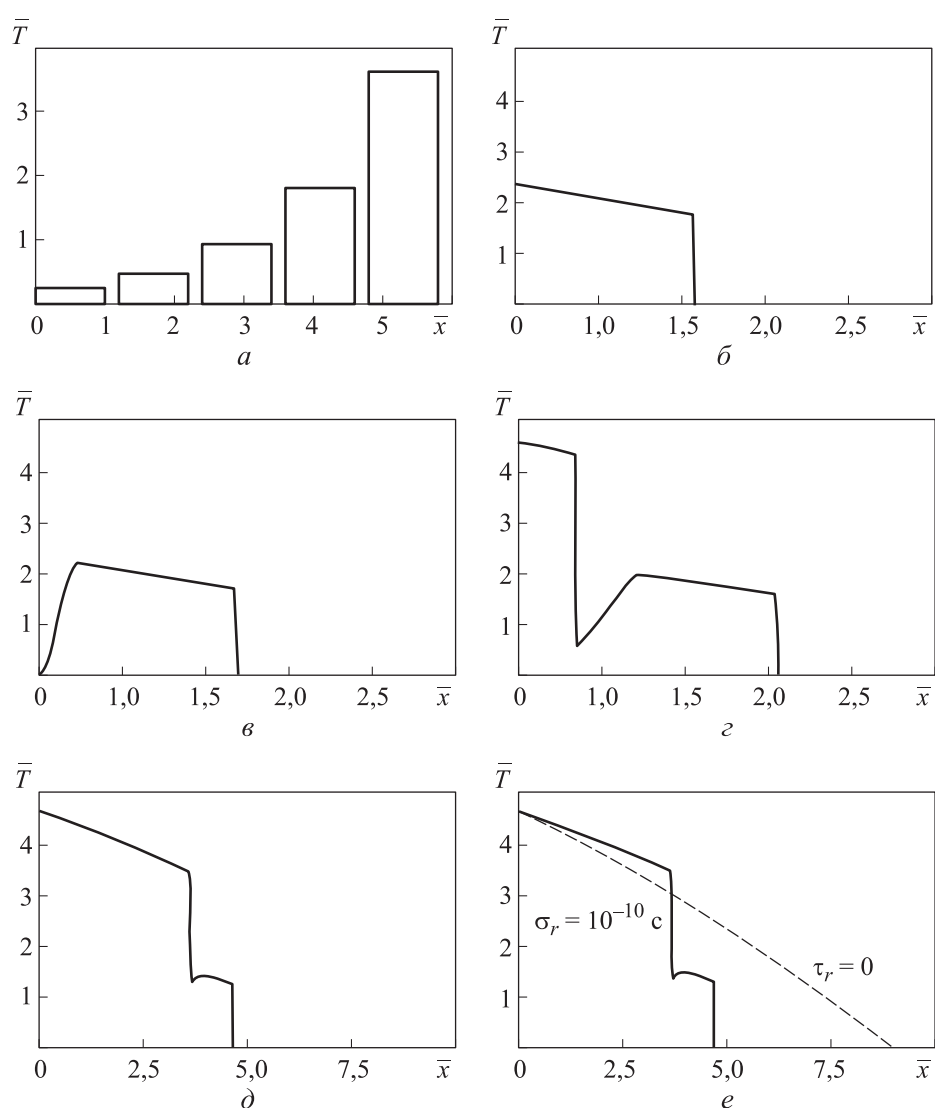 T̅ T̅
3 4
2 3
1 2
1
0 1 2 3 4 5 x̅ 0 1,0 1,5 2,0 2,5 x̅
а б
T̅ T̅
4 4
3 3
2 2
1 1
0 1,0 1,5 2,0 2,5 x̅ 0 1,0 1,5 2,0 2,5 x̅
в г
T̅ T̅
4 4
3 3
σr = 10⁻¹⁰ с
2 2
τr = 0
1 1
0 2,5 5,0 7,5 x̅ 0 2,5 5,0 7,5 x̅
д е